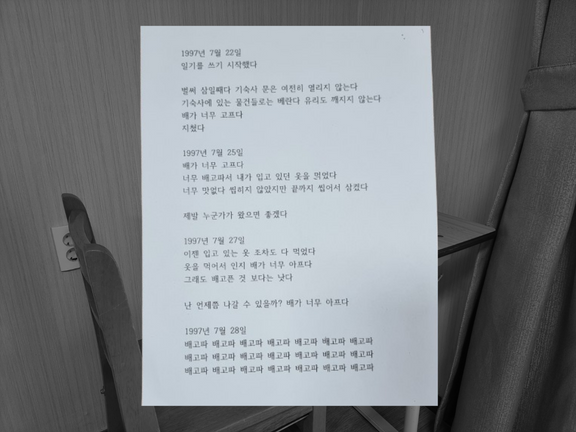 1997년 7월 22일
일기를 쓰기 시작했다
벌써 삼일째다 기숙사 문은 여전히 열리지 않는다
기숙사에 있는 물건들로는 베란다 유리도 깨지지 않는다
배가 너무 고프다
지쳤다
1997년 7월 25일
배가 너무 고프다
너무 배고파서 내가 입고 있던 옷을 읽었다
너무 맛없다 씹히지 않았지만 끝까지 씹어서 삼켰다
제발 누군가가 왔으면 좋겠다
1997년 7월 27일
이젠 입고 있는 옷 조차도 다 먹었다
옷을 먹어서 인지 배가 너무 아프다
그래도 배고픈 것 보다는 낫다
난 언제쯤 나갈 수 있을까? 배가 너무 아프다
1997년 7월 28일
배고파 배고파 배고파 배고파 배고파 배고파 배고파
배고파 배고파 배고파 배고파 배고파 배고파 배고파
배고파 배고파 배고파 배고파 배고파 배고파 배고파